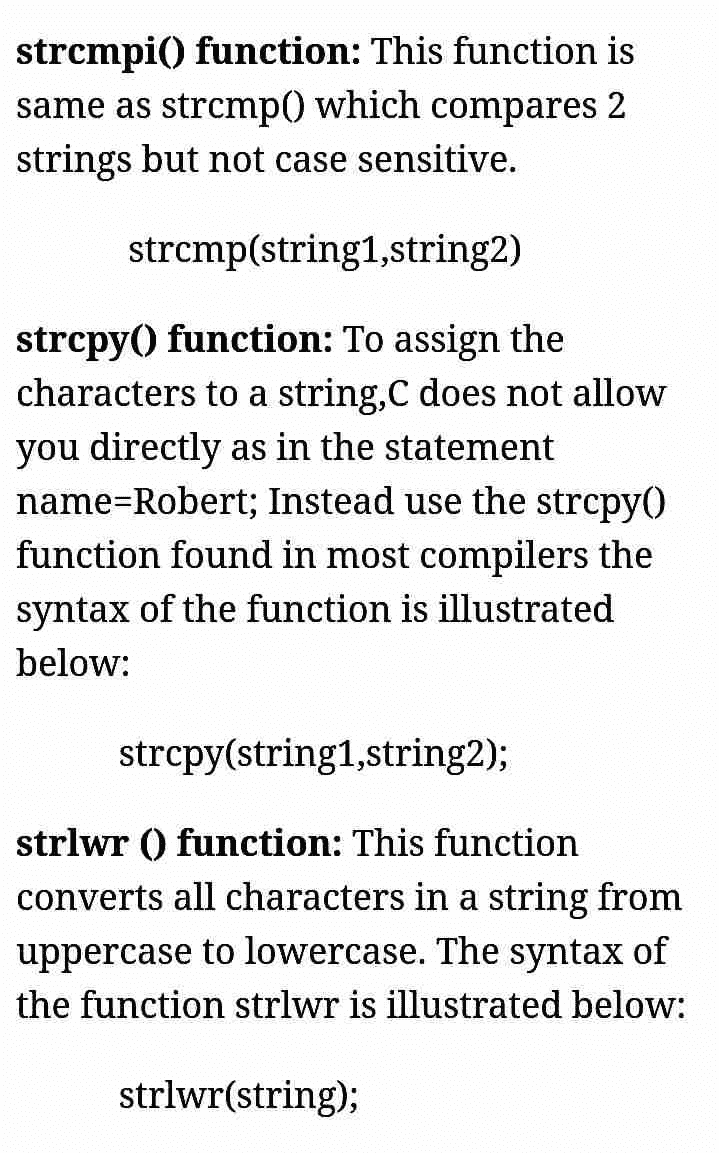 strcmpi() function: This function is
same as strcmp() which compares 2
strings but not case sensitive.
strcmp(string1,string2)
strcpy() function: To assign the
characters to a string,C does not allow
you directly as in the statement
name=Robert; Instead use the strcpy()
function found in most compilers the
syntax of the function is illustrated
below:
strcpy(string1,string2);
strlwr () function: This function
converts all characters in a string from
uppercase to lowercase. The syntax of
the function strlwr is illustrated below:
strlwr(string);